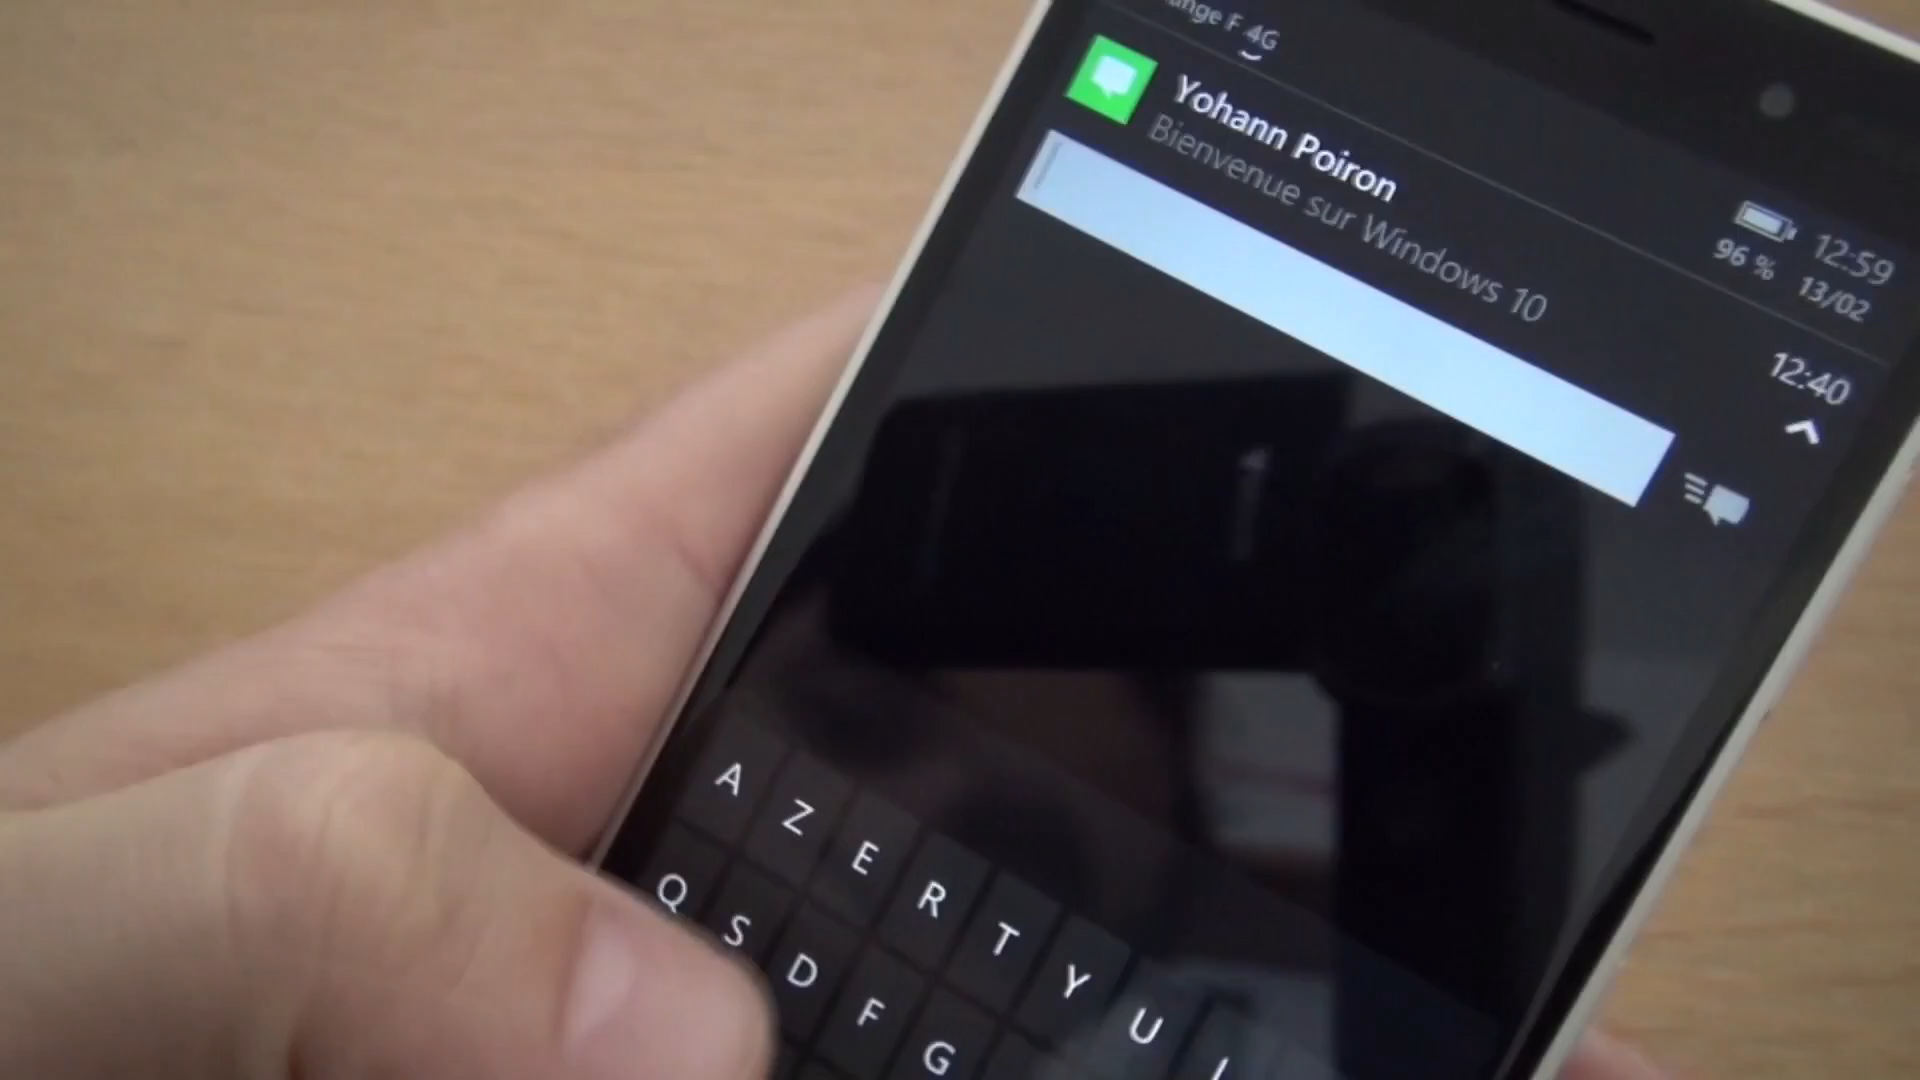 F 4G
12:59
96 % 13/02
Yohann Poiron
Bienvenue sur Windows 10
12:40
A Z E R T Y U
Q S D F G